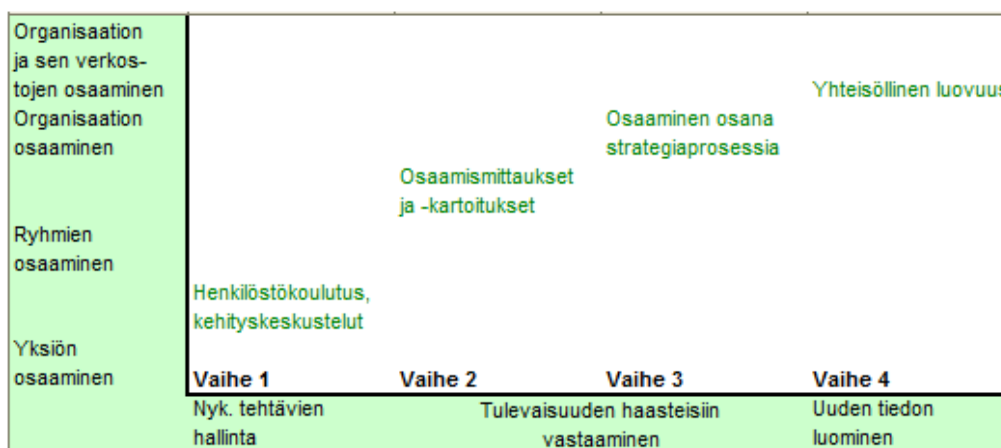 Organisaation
ja sen verkos-
tojen osaaminen
Yhteisöllinen luovuus
Organisaation
osaaminen
Osaaminen osana
strategiaprosessia
Osaamismittaukset
ja -kartoitukset
Ryhmien
osaaminen
Henkilöstökoulutus,
kehityskeskustelut
Yksiön
osaaminen
Vaihe 1
Vaihe 2
Vaihe 3
Vaihe 4
Nyk. tehtävien
hallinta
Tulevaisuuden haasteisiin
vastaaminen
Uuden tiedon
luominen